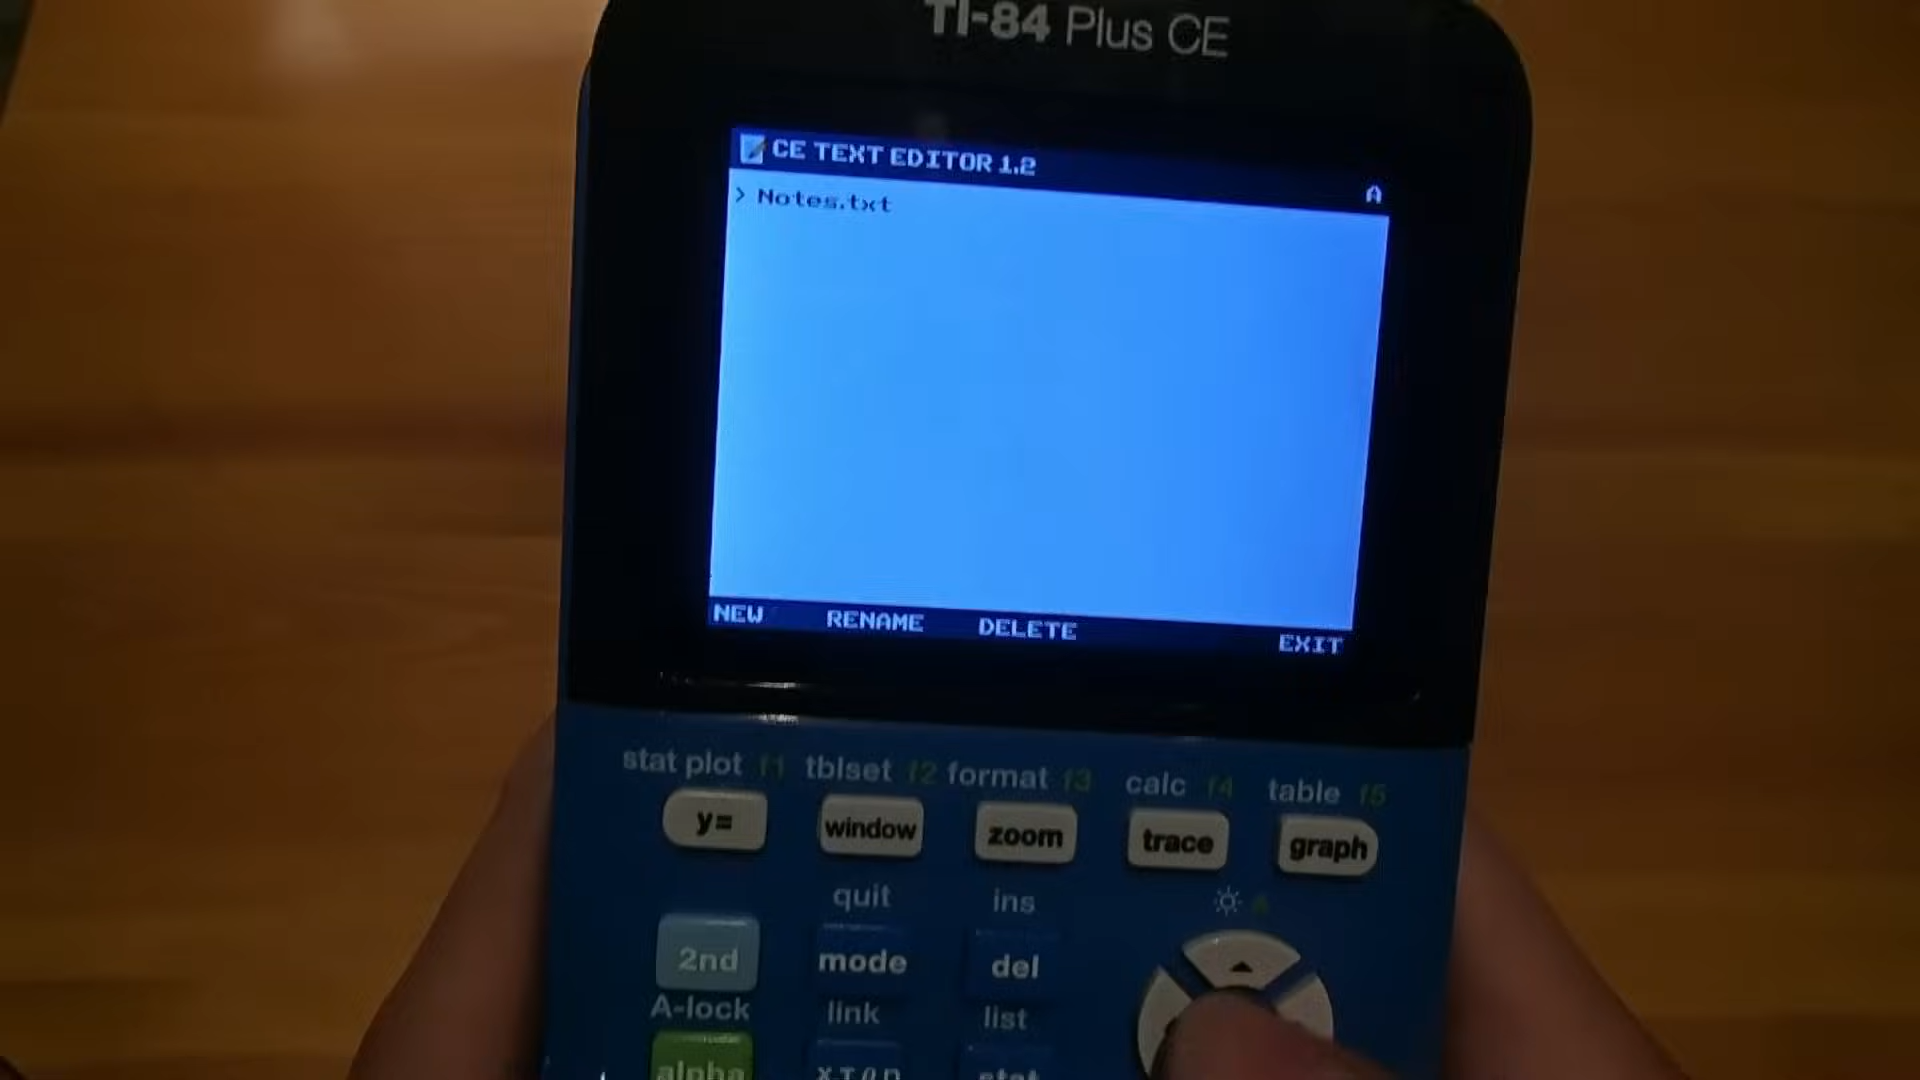 TI-84 Plus CE
CE TEXT EDITOR 1.2
A
> Notes.txt
NEW RENAME DELETE EXIT
stat plot f1 tblset f2 format f3 calc f4 table f5
y= window zoom trace graph
quit ins
2nd mode del
A-lock link list
alpha X,T,θ,n stat